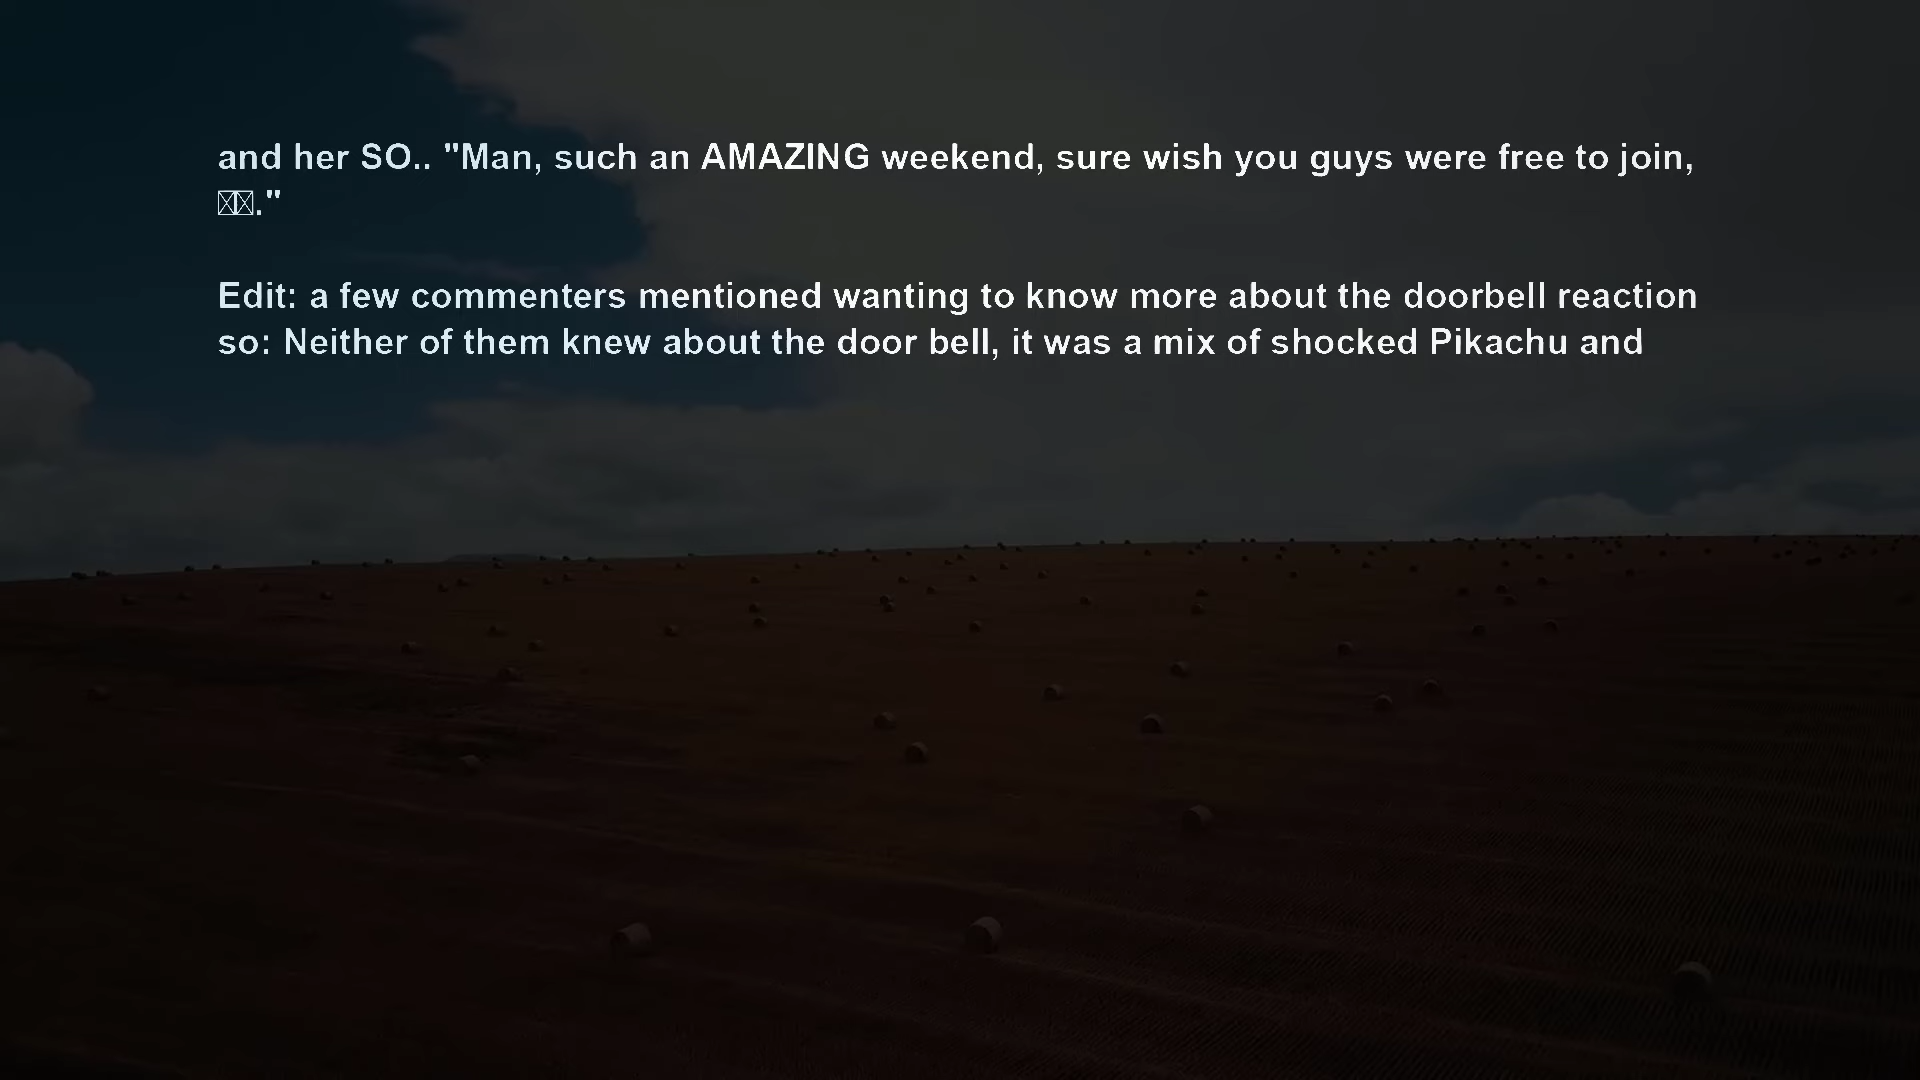 and her SO.. "Man, such an AMAZING weekend, sure wish you guys were free to join,
."
Edit: a few commenters mentioned wanting to know more about the doorbell reaction
so: Neither of them knew about the door bell, it was a mix of shocked Pikachu and